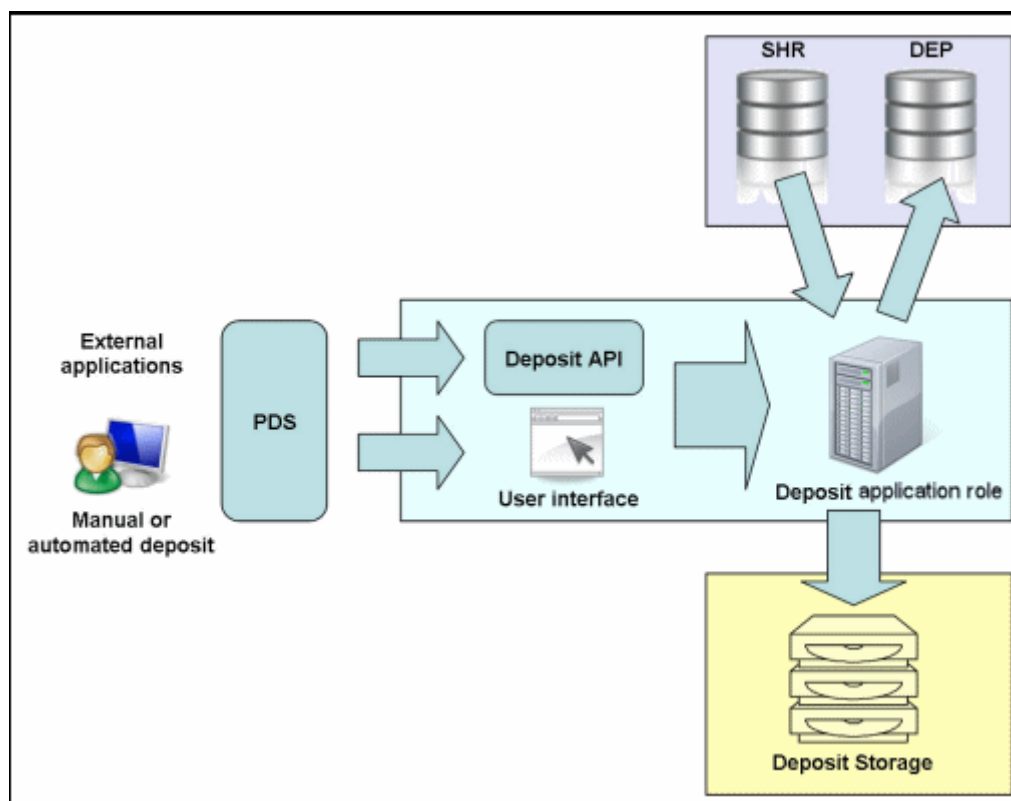 SHR
DEP
External
applications
PDS
Deposit API
User interface
Deposit application role
Manual or
automated deposit
Deposit Storage